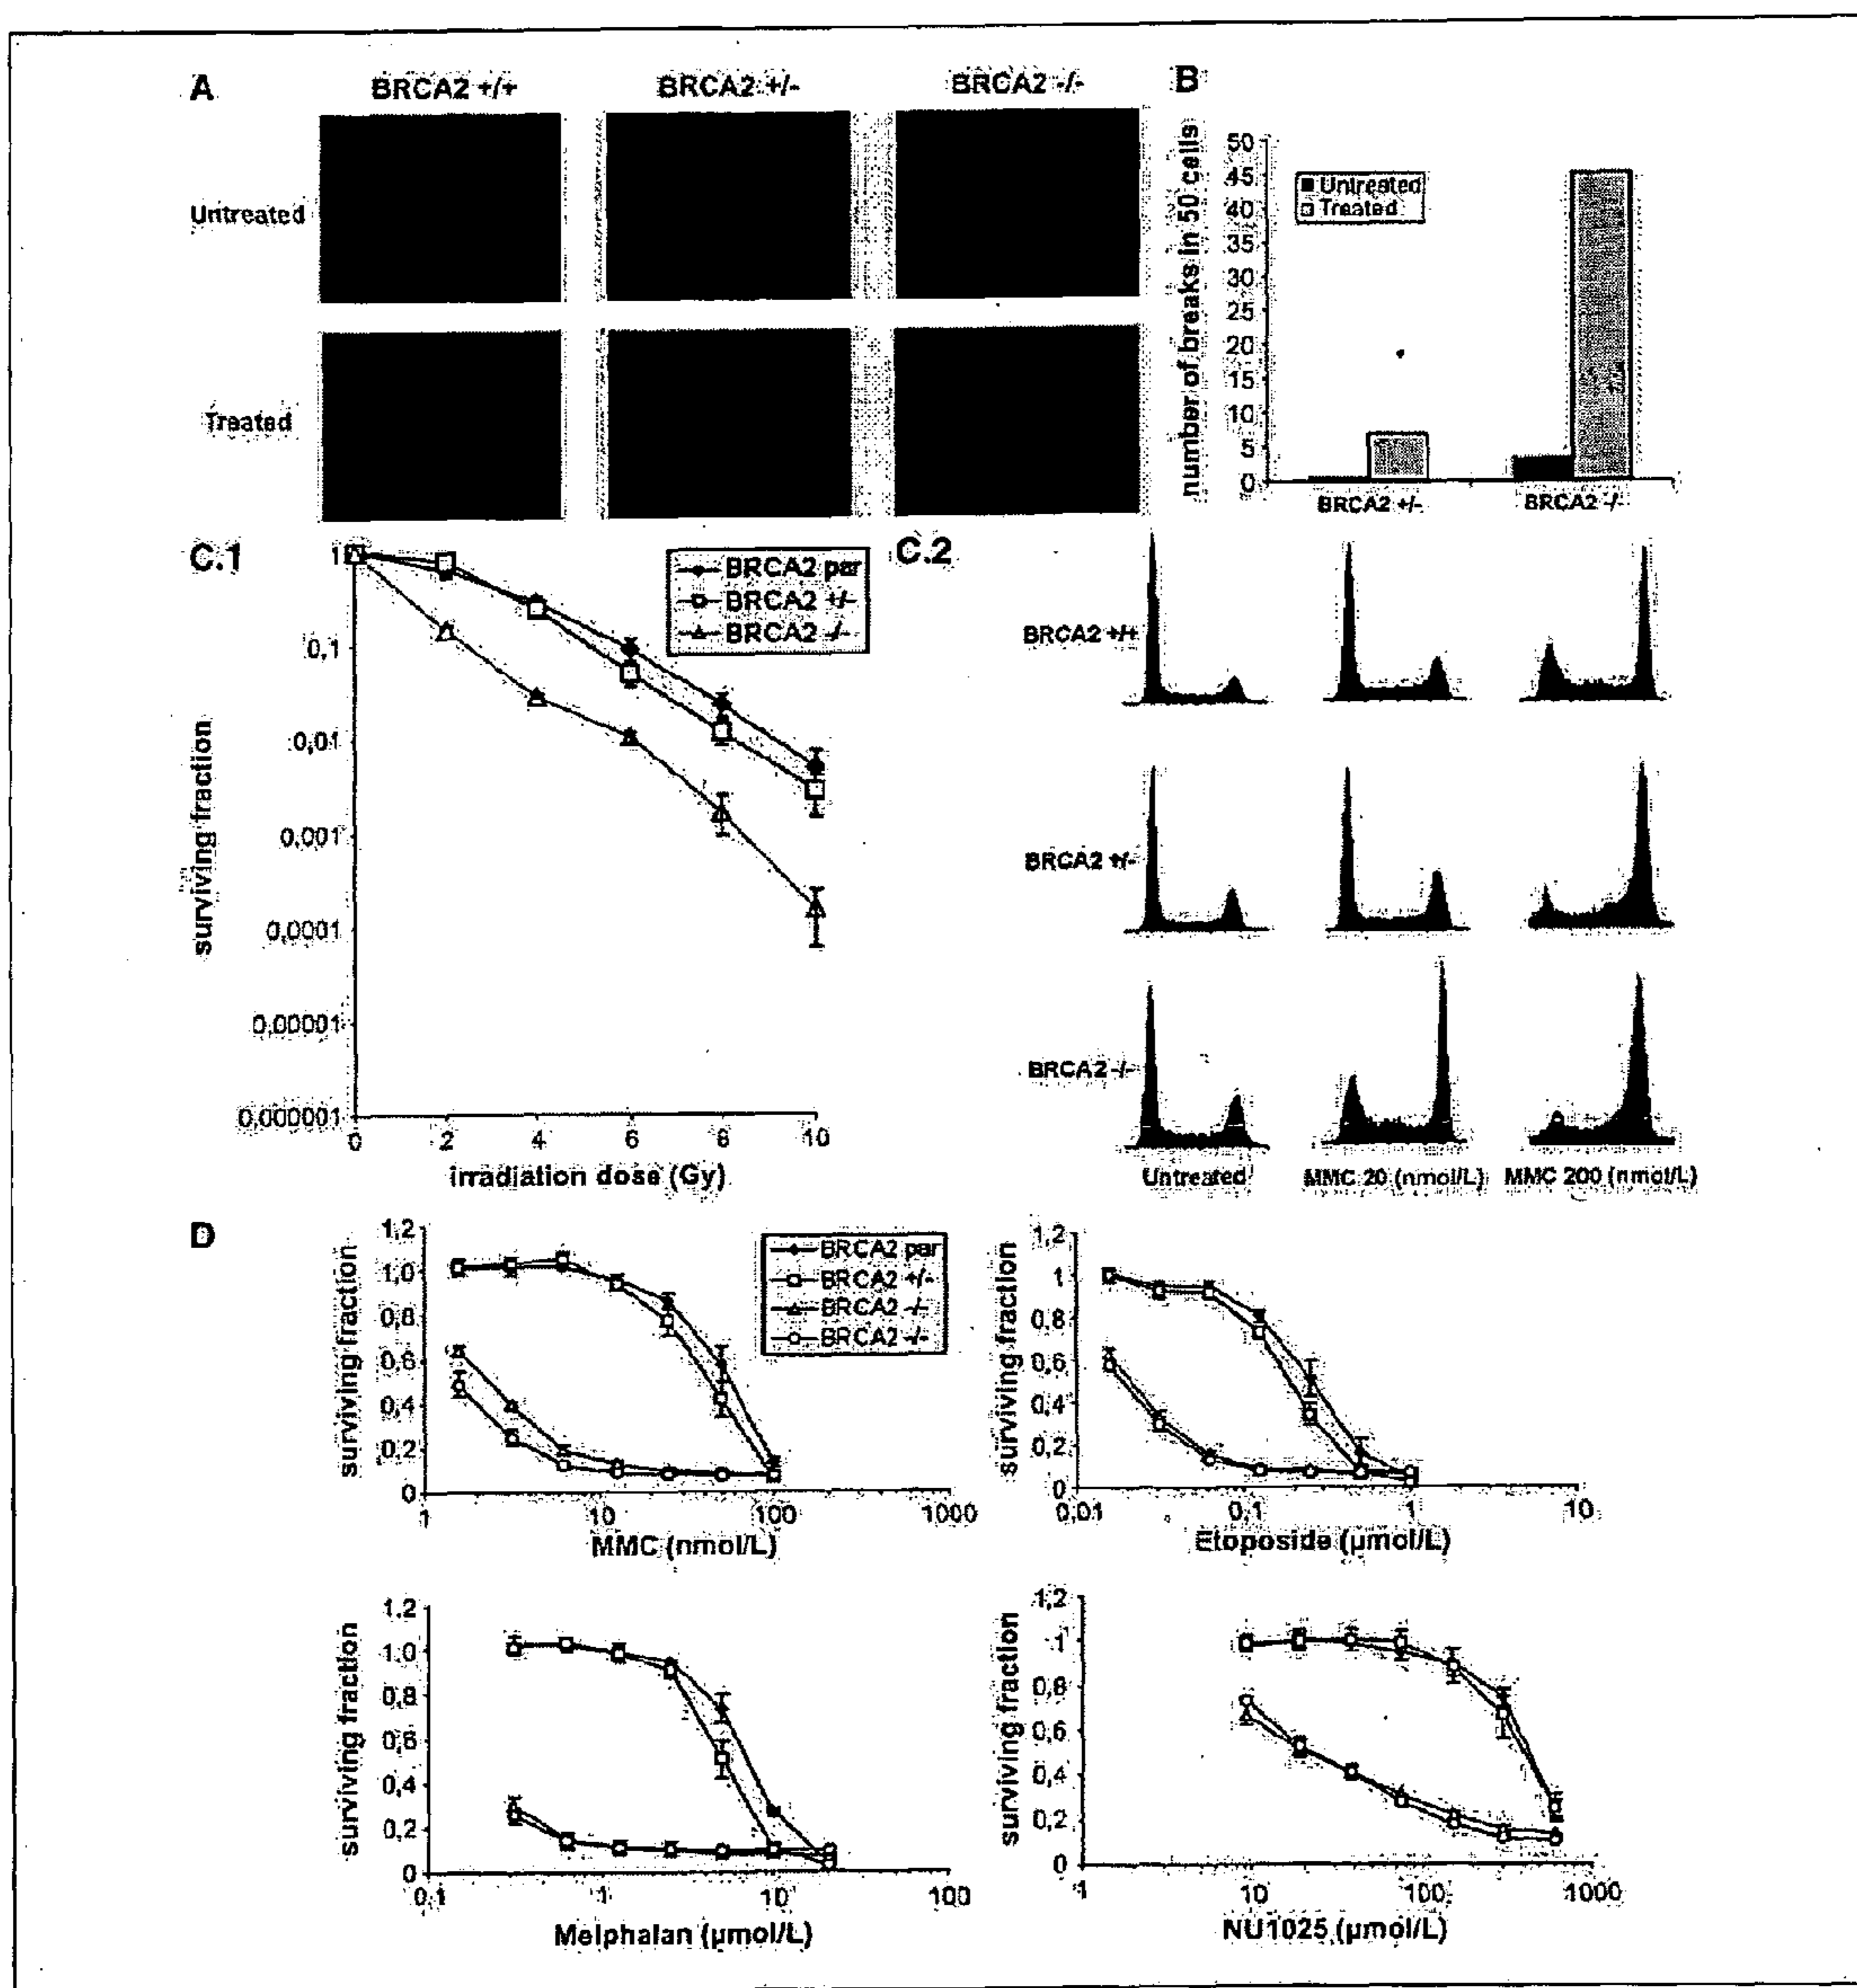 A
BRCA2 +/+
BRCA2 +/-
BRCA2 -/-
Untreated
Treated
B
number of breaks in 50 cells
50
45
40
35
30
25
20
15
10
5
0
Untreated
Treated
BRCA2 +/-
BRCA2 -/-
C.1
surviving fraction
1
0,1
0,01
0,001
0,0001
0,00001
0,000001
0 2 4 6 8 10
irradiation dose (Gy)
BRCA2 par
BRCA2 +/-
BRCA2 -/-
C.2
BRCA2 +/+
BRCA2 +/-
BRCA2 -/-
Untreated
MMC 20 (nmol/L)
MMC 200 (nmol/L)
D
surviving fraction
1,2
1,0
0,8
0,6
0,4
0,2
0
1 10 100 1000
MMC (nmol/L)
BRCA2 par
BRCA2 +/-
BRCA2 -/-
BRCA2 -/-
surviving fraction
1,2
1
0,8
0,6
0,4
0,2
0
0,01 0,1 1 10
Etoposide (µmol/L)
surviving fraction
1,2
1,0
0,8
0,6
0,4
0,2
0
0,1 1 10 100
Melphalan (µmol/L)
surviving fraction
1,2
1
0,8
0,6
0,4
0,2
0
1 10 100 1000
NU1025 (µmol/L)